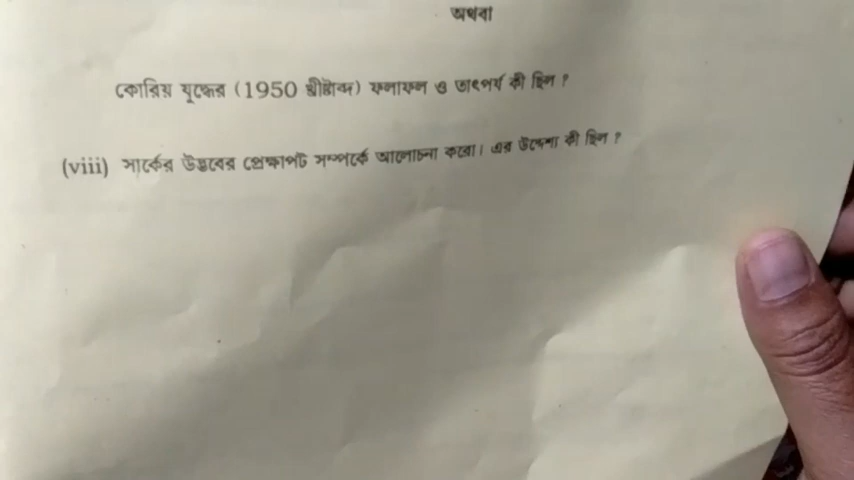 অথবা
কোরিয় যুদ্ধের (1950 খ্রীষ্টাব্দ) ফলাফল ও তাৎপর্য কী ছিল ?
(viii) সার্কের উদ্ভবের প্রেক্ষাপট সম্পর্কে আলোচনা করো। এর উদ্দেশ্য কী ছিল ?